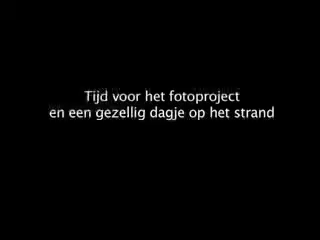 Tijd voor het fotoproject
en een gezellig dagje op het strand